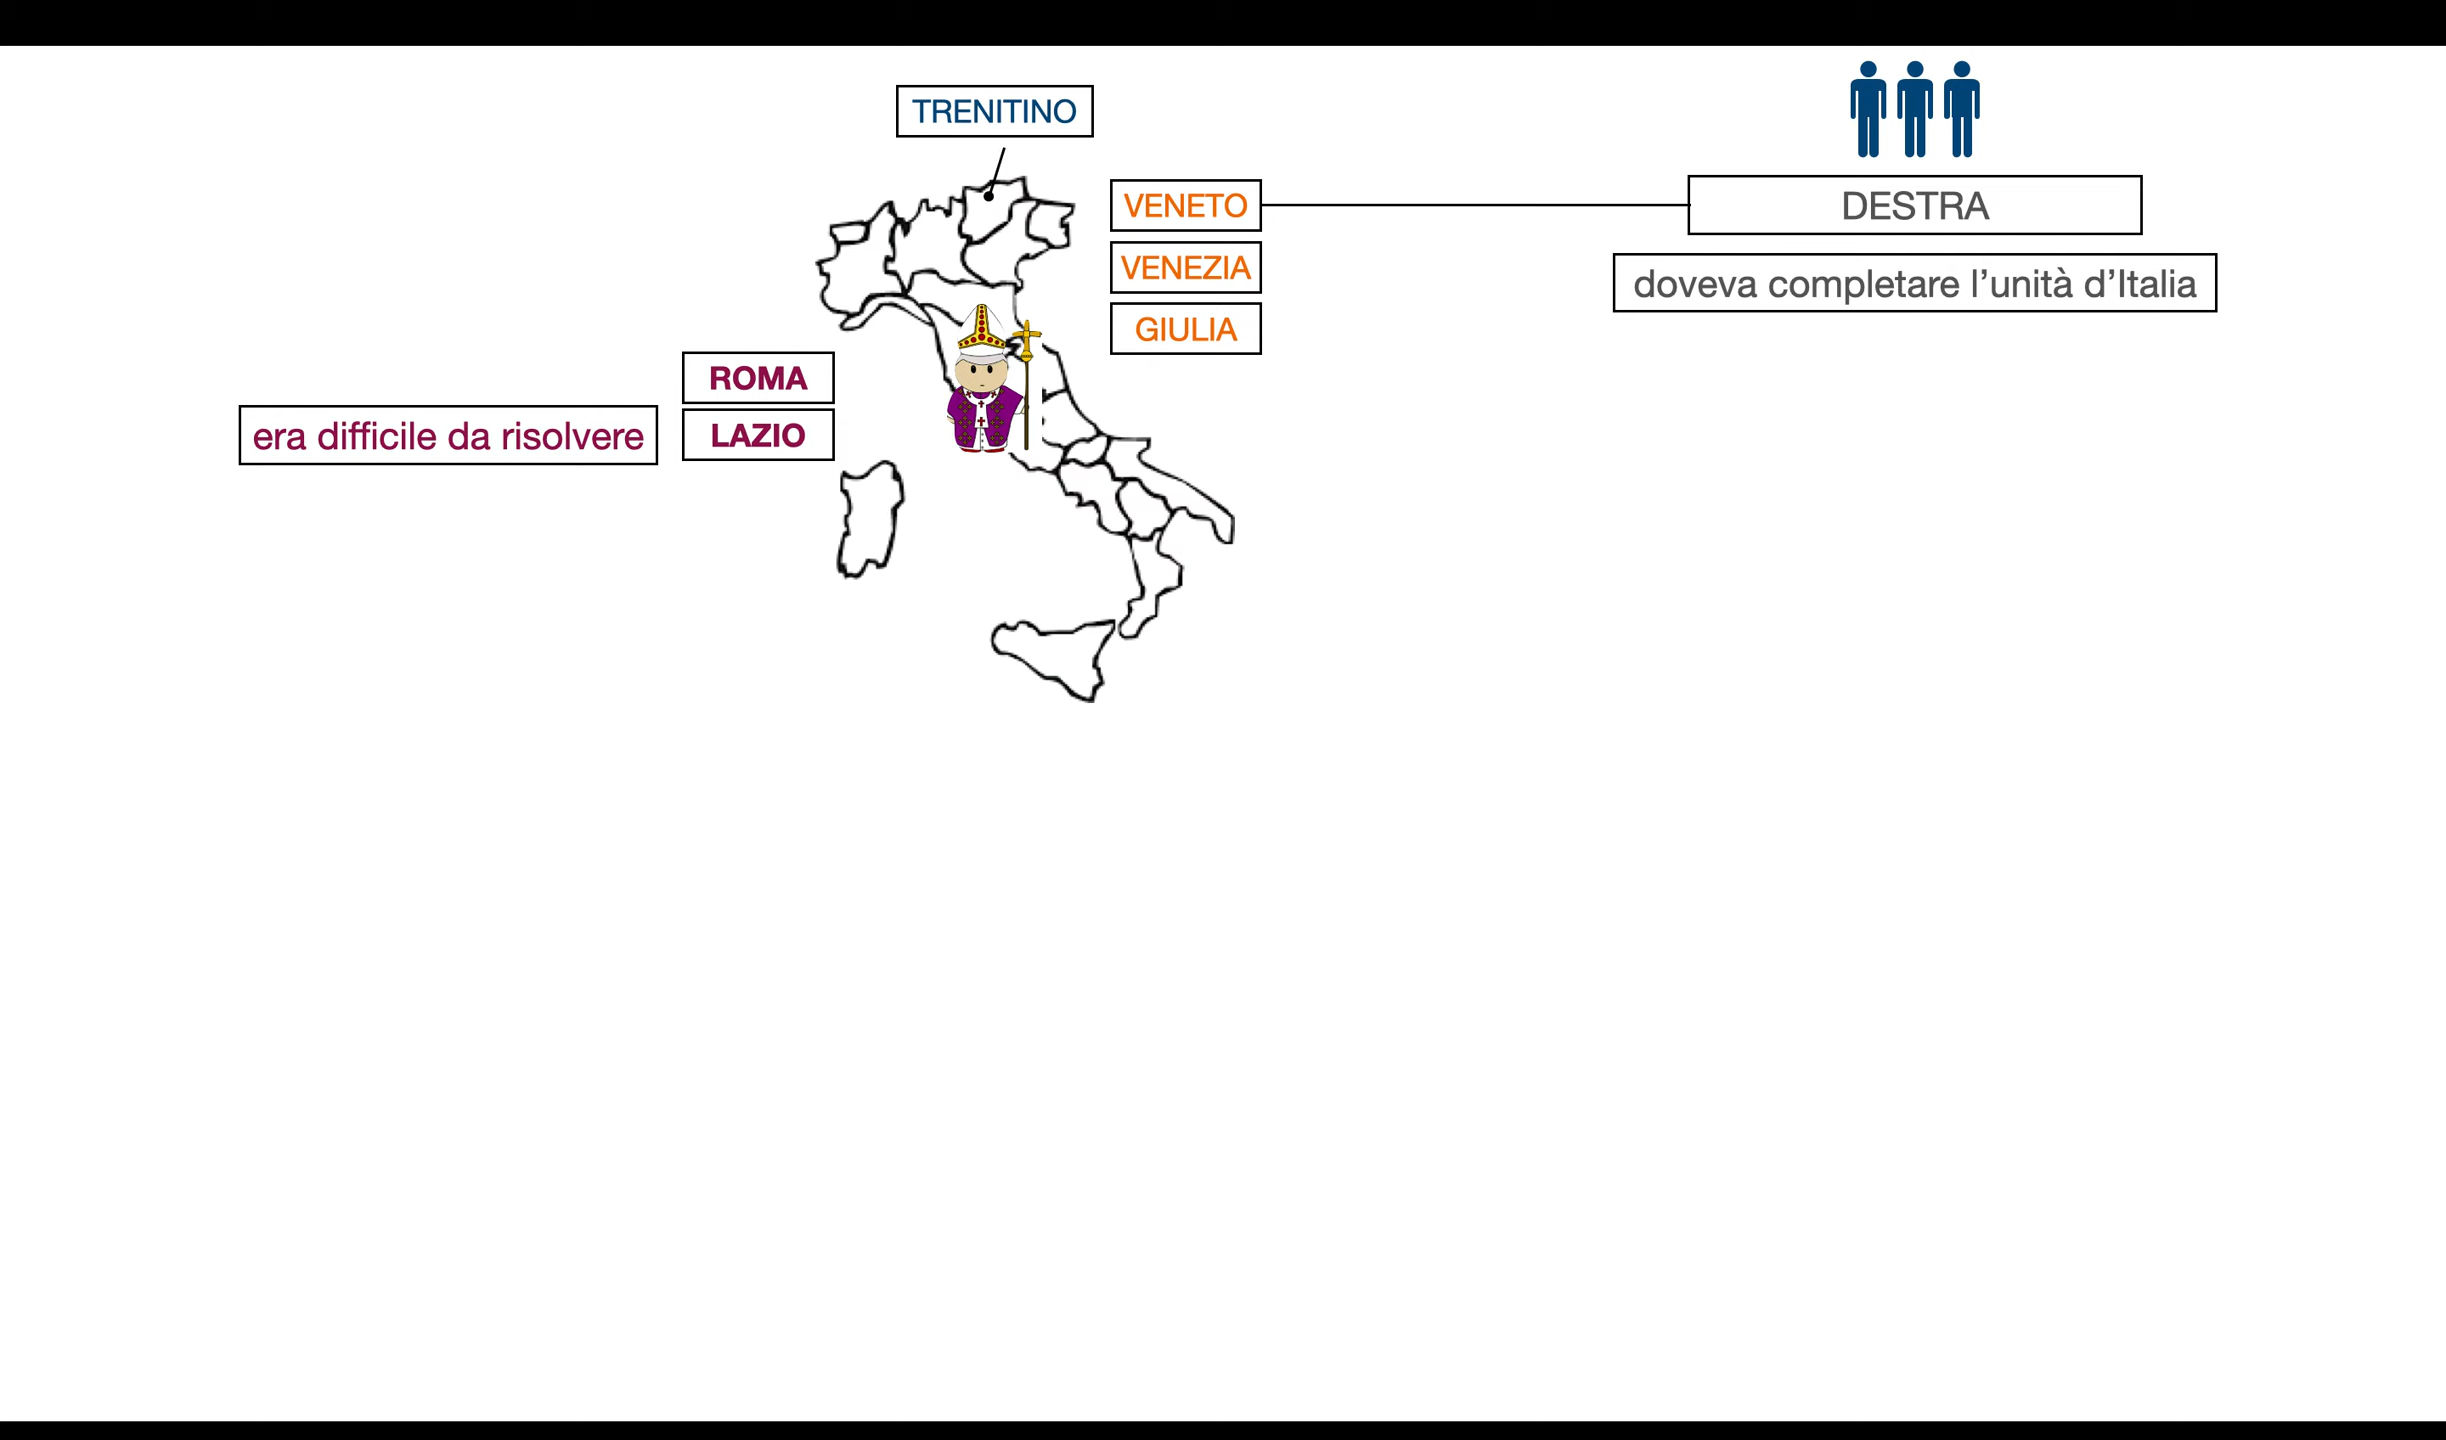 TRENITINO
VENETO
VENEZIA
GIULIA
DESTRA
doveva completare l’unità d’Italia
ROMA
LAZIO
era difficile da risolvere